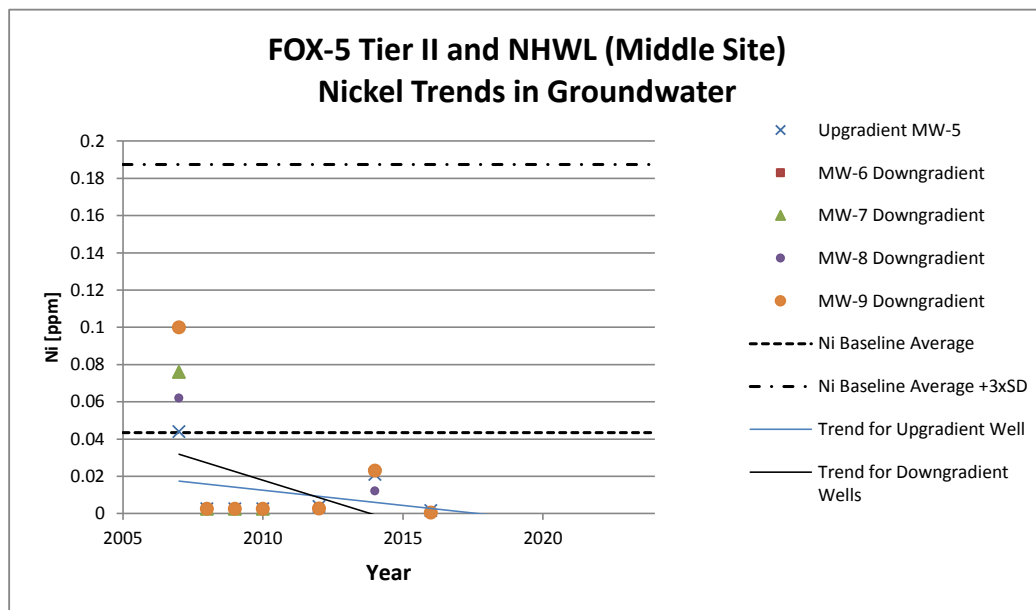 FOX-5 Tier II and NHWL (Middle Site)
Nickel Trends in Groundwater
0.2
0.18
0.16
0.14
0.12
0.1
0.08
0.06
0.04
0.02
0
Ni [ppm]
2005
2010
2015
2020
Year
Upgradient MW-5
MW-6 Downgradient
MW-7 Downgradient
MW-8 Downgradient
MW-9 Downgradient
Ni Baseline Average
Ni Baseline Average +3xSD
Trend for Upgradient Well
Trend for Downgradient
Wells